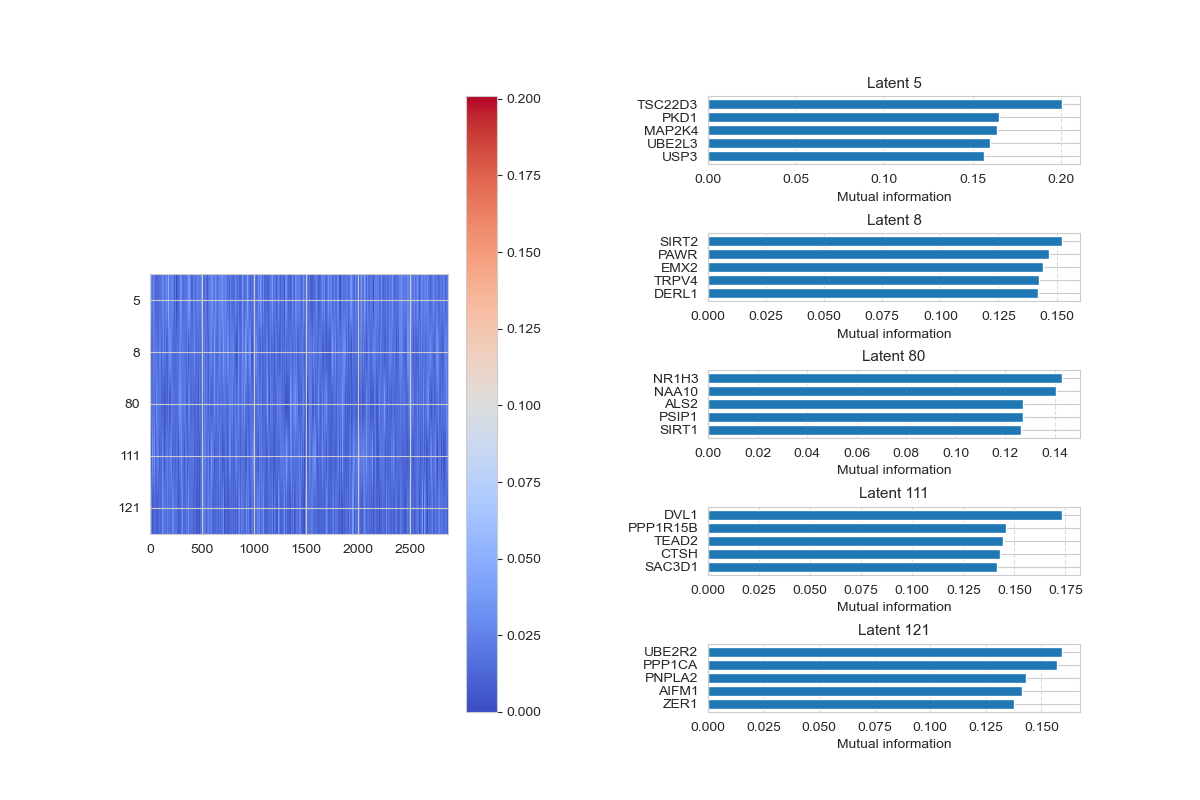 5
8
80
111
121
0 500 1000 1500 2000 2500
0.200
0.175
0.150
0.125
0.100
0.075
0.050
0.025
0.000
Latent 5
TSC22D3
PKD1
MAP2K4
UBE2L3
USP3
0.00 0.05 0.10 0.15 0.20
Mutual information
Latent 8
SIRT2
PAWR
EMX2
TRPV4
DERL1
0.000 0.025 0.050 0.075 0.100 0.125 0.150
Mutual information
Latent 80
NR1H3
NAA10
ALS2
PSIP1
SIRT1
0.00 0.02 0.04 0.06 0.08 0.10 0.12 0.14
Mutual information
Latent 111
DVL1
PPP1R15B
TEAD2
CTSH
SAC3D1
0.000 0.025 0.050 0.075 0.100 0.125 0.150 0.175
Mutual information
Latent 121
UBE2R2
PPP1CA
PNPLA2
AIFM1
ZER1
0.000 0.025 0.050 0.075 0.100 0.125 0.150
Mutual information